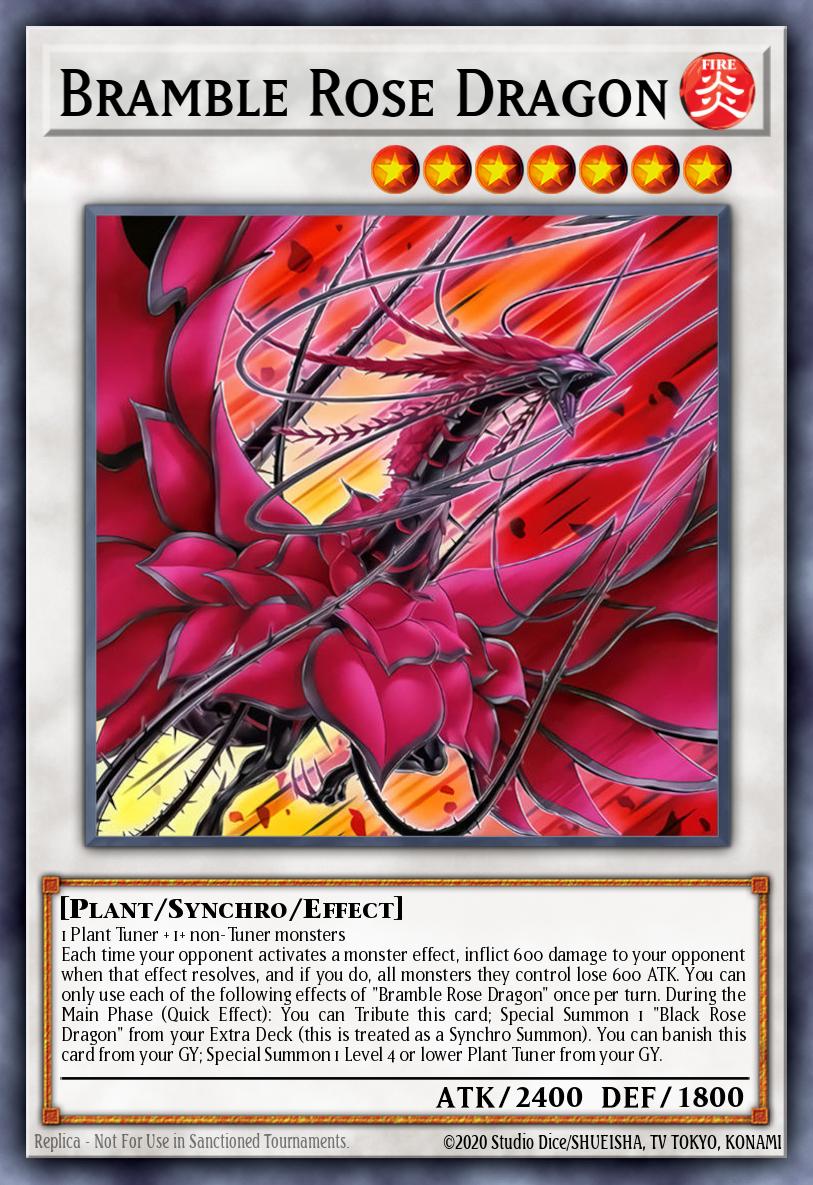 BRAMBLE ROSE DRAGON
FIRE
炎
[PLANT/SYNCHRO/EFFECT]
1 Plant Tuner + 1+ non-Tuner monsters
Each time your opponent activates a monster effect, inflict 600 damage to your opponent
when that effect resolves, and if you do, all monsters they control lose 600 ATK. You can
only use each of the following effects of "Bramble Rose Dragon" once per turn. During the
Main Phase (Quick Effect): You can Tribute this card; Special Summon 1 "Black Rose
Dragon" from your Extra Deck (this is treated as a Synchro Summon). You can banish this
card from your GY; Special Summon 1 Level 4 or lower Plant Tuner from your GY.
ATK/2400 DEF/1800
Replica - Not For Use in Sanctioned Tournaments.
©2020 Studio Dice/SHUEISHA, TV TOKYO, KONAMI